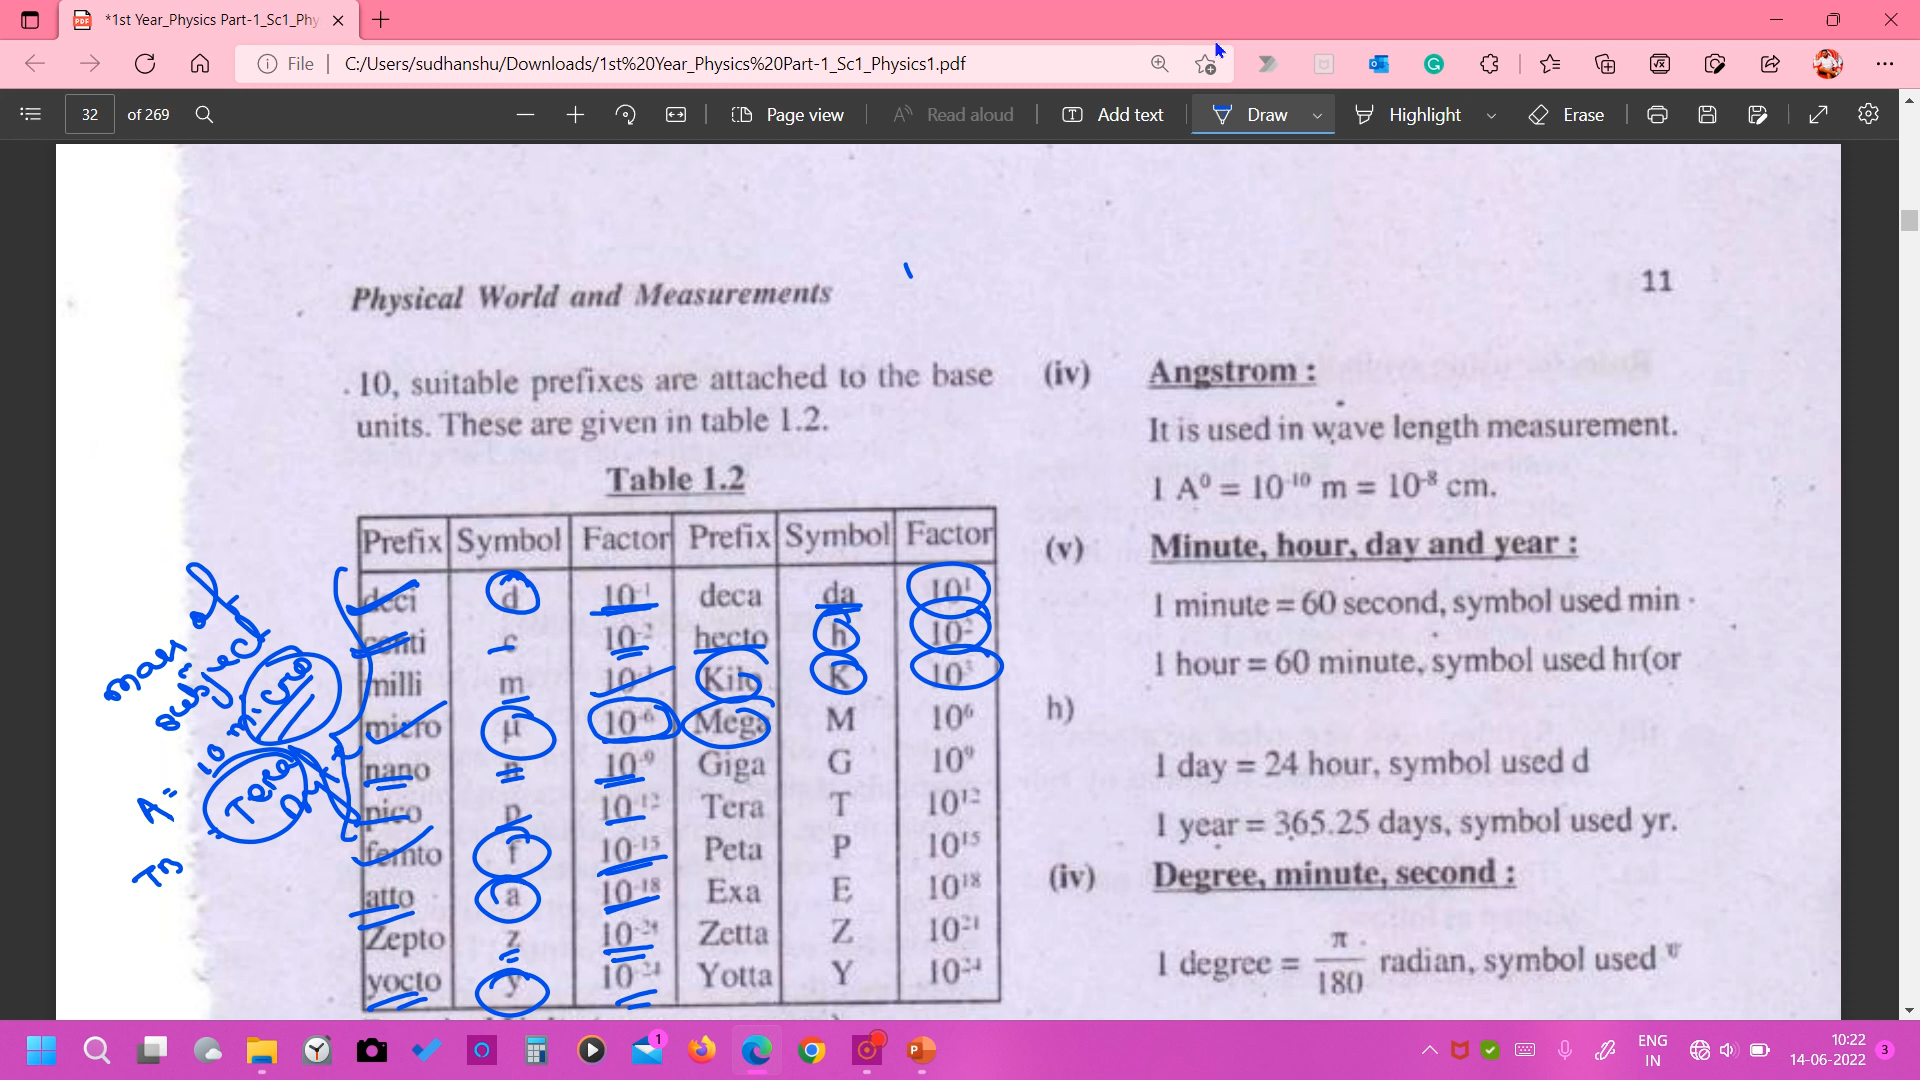 *1st Year_Physics Part-1_Sc1_Phy
File
C:/Users/sudhanshu/Downloads/1st%20Year_Physics%20Part-1_Sc1_Physics1.pdf
32 of 269
Page view
Read aloud
Add text
Draw
Highlight
Erase
Physical World and Measurements
11
10, suitable prefixes are attached to the base
units. These are given in table 1.2.
Table 1.2
Prefix Symbol Factor Prefix Symbol Factor
deci d 10⁻¹ deca da 10¹
centi c 10⁻² hecto h 10²
milli m Kilo K 10³
micro μ 10⁻⁶ Mega M 10⁶
nano n 10⁻⁹ Giga G 10⁹
pico p 10⁻¹² Tera T 10¹²
femto f 10⁻¹⁵ Peta P 10¹⁵
atto a 10⁻¹⁸ Exa E 10¹⁸
Zepto z Zetta Z 10²¹
yocto y 10⁻²⁴ Yotta Y 10²⁴
(iv) Angstrom :
It is used in wave length measurement.
1 A⁰ = 10⁻¹⁰ m = 10⁻⁸ cm.
(v) Minute, hour, day and year :
1 minute = 60 second, symbol used min
1 hour = 60 minute, symbol used hr(or
h)
1 day = 24 hour, symbol used d
1 year = 365.25 days, symbol used yr.
(iv) Degree, minute, second :
1 degree = π/180 radian, symbol used
micro
Tera
A =
1
ENG
IN
10:22
14-06-2022
3